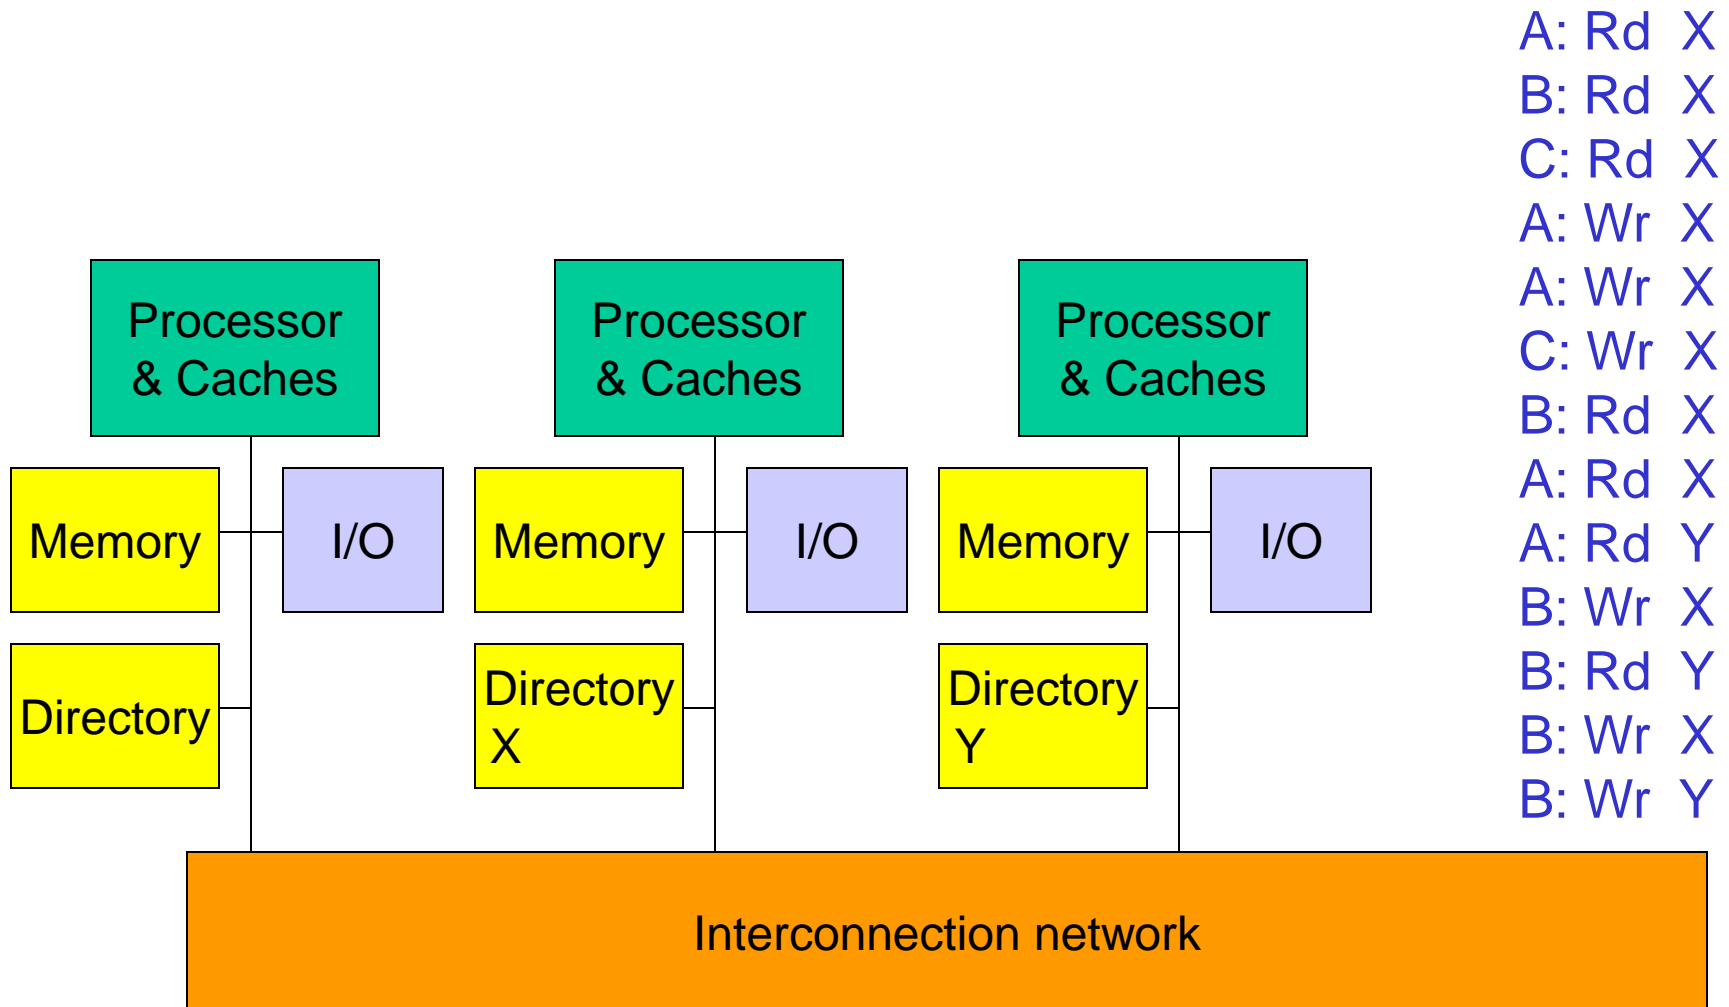 A: Rd X
B: Rd X
C: Rd X
A: Wr X
A: Wr X
C: Wr X
B: Rd X
A: Rd X
A: Rd Y
B: Wr X
B: Rd Y
B: Wr X
B: Wr Y
Processor
& Caches
Processor
& Caches
Processor
& Caches
Memory
I/O
Memory
I/O
Memory
I/O
Directory
Directory
X
Directory
Y
Interconnection network